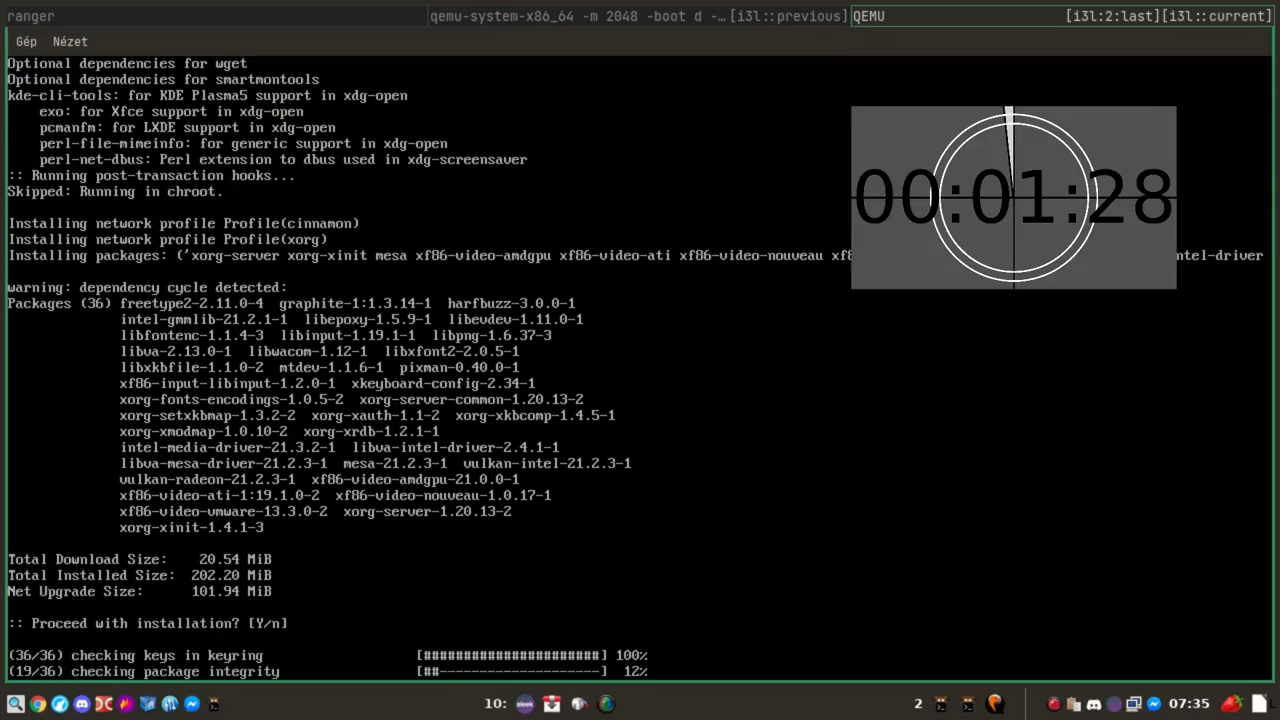 ranger
qemu-system-x86_64 -m 2048 -boot d -… [i3l::previous]
QEMU [i3l:2:last][i3l::current]
Gép Nézet
Optional dependencies for wget
Optional dependencies for smartmontools
kde-cli-tools: for KDE Plasma5 support in xdg-open
exo: for Xfce support in xdg-open
pcmanfm: for LXDE support in xdg-open
perl-file-mimeinfo: for generic support in xdg-open
perl-net-dbus: Perl extension to dbus used in xdg-screensaver
:: Running post-transaction hooks...
Skipped: Running in chroot.
00:01:28
Installing network profile Profile(cinnamon)
Installing network profile Profile(xorg)
Installing packages: ('xorg-server xorg-xinit mesa xf86-video-amdgpu xf86-video-ati xf86-video-nouveau xf8 ntel-driver
warning: dependency cycle detected:
Packages (36) freetype2-2.11.0-4 graphite-1:1.3.14-1 harfbuzz-3.0.0-1
intel-gmmlib-21.2.1-1 libepoxy-1.5.9-1 libevdev-1.11.0-1
libfontenc-1.1.4-3 libinput-1.19.1-1 libpng-1.6.37-3
libva-2.13.0-1 libwacom-1.12-1 libxfont2-2.0.5-1
libxkbfile-1.1.0-2 mtdev-1.1.6-1 pixman-0.40.0-1
xf86-input-libinput-1.2.0-1 xkeyboard-config-2.34-1
xorg-fonts-encodings-1.0.5-2 xorg-server-common-1.20.13-2
xorg-setxkbmap-1.3.2-2 xorg-xauth-1.1-2 xorg-xkbcomp-1.4.5-1
xorg-xmodmap-1.0.10-2 xorg-xrdb-1.2.1-1
intel-media-driver-21.3.2-1 libva-intel-driver-2.4.1-1
libva-mesa-driver-21.2.3-1 mesa-21.2.3-1 vulkan-intel-21.2.3-1
vulkan-radeon-21.2.3-1 xf86-video-amdgpu-21.0.0-1
xf86-video-ati-1:19.1.0-2 xf86-video-nouveau-1.0.17-1
xf86-video-vmware-13.3.0-2 xorg-server-1.20.13-2
xorg-xinit-1.4.1-3
Total Download Size: 20.54 MiB
Total Installed Size: 202.20 MiB
Net Upgrade Size: 101.94 MiB
:: Proceed with installation? [Y/n]
(36/36) checking keys in keyring [######################] 100%
(19/36) checking package integrity [##--------------------] 12%
10: sleek 2 07:35